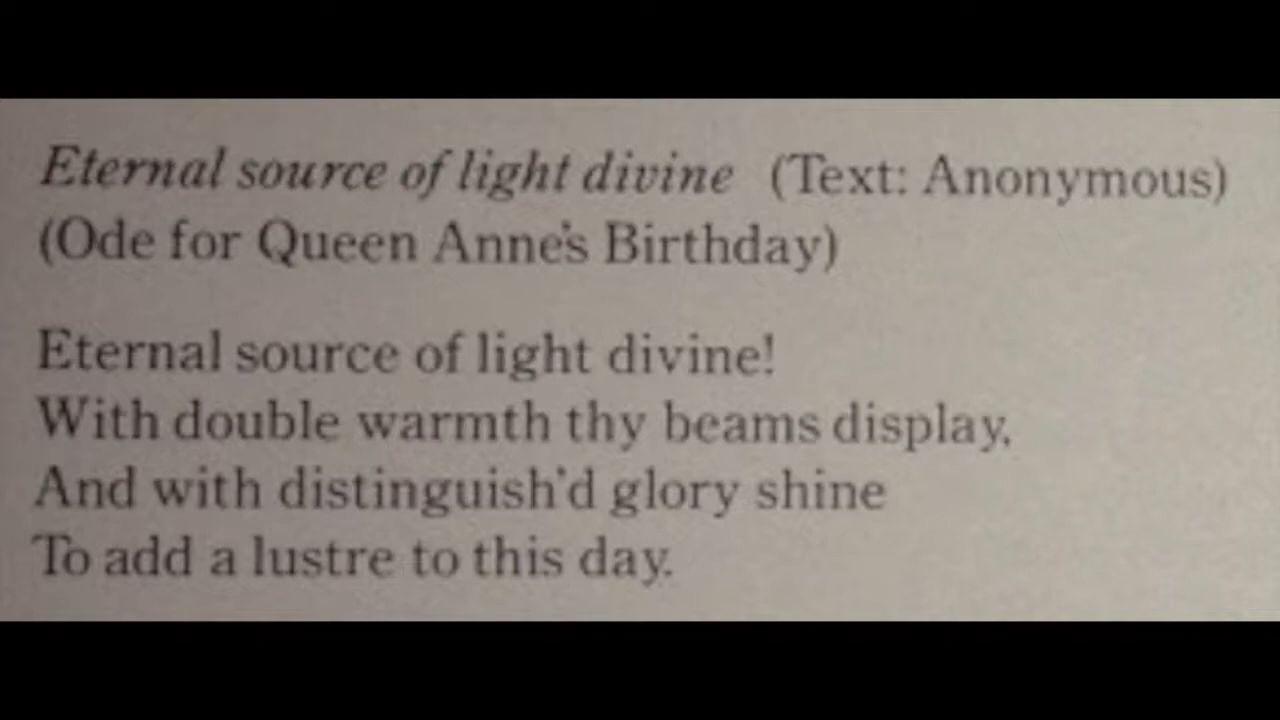 Eternal source of light divine (Text: Anonymous)
(Ode for Queen Anne's Birthday)
Eternal source of light divine!
With double warmth thy beams display,
And with distinguish'd glory shine
To add a lustre to this day.